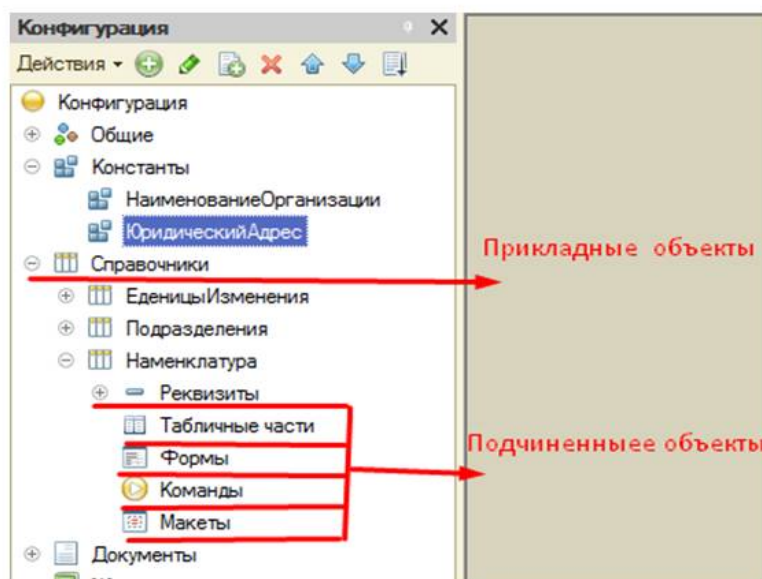 Конфигурация
Действия
Конфигурация
Общие
Константы
НаименованиеОрганизации
ЮридическийАдрес
Прикладные объекты
Справочники
ЕденицыИзменения
Подразделения
Наменклатура
Реквизиты
Табличные части
Подчиненныее объекты
Формы
Команды
Макеты
Документы